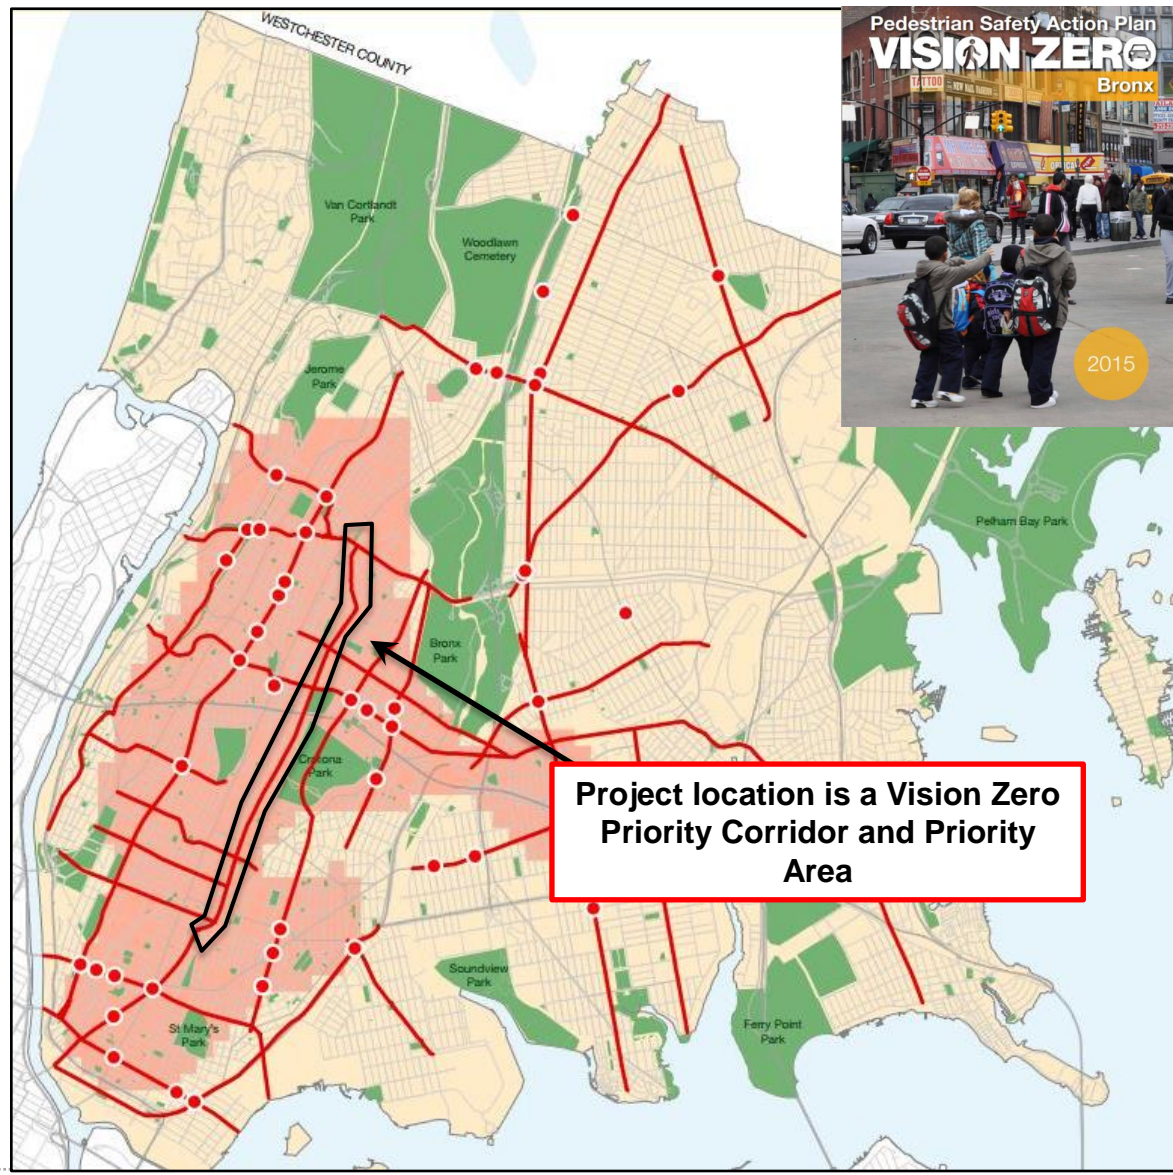 WESTCHESTER COUNTY
Pedestrian Safety Action Plan
VISION ZERO
Bronx
TATTOO
2015
Van Cortlandt
Park
Woodlawn
Cemetery
Jerome
Park
Pelham Bay Park
Bronx
Park
Crotona
Park
Project location is a Vision Zero
Priority Corridor and Priority
Area
Soundview
Park
Ferry Point
Park
St Mary's
Park